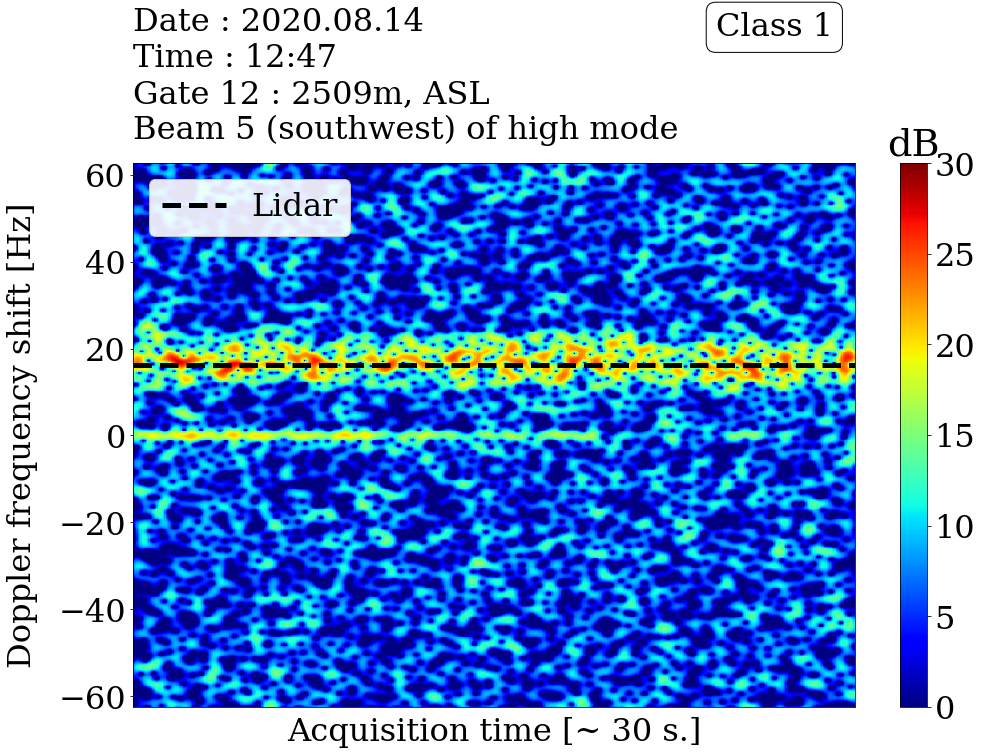 Date : 2020.08.14
Time : 12:47
Gate 12 : 2509m, ASL
Beam 5 (southwest) of high mode
Class 1
dB
Lidar
Doppler frequency shift [Hz]
60
40
20
0
−20
−40
−60
30
25
20
15
10
5
0
Acquisition time [~ 30 s.]